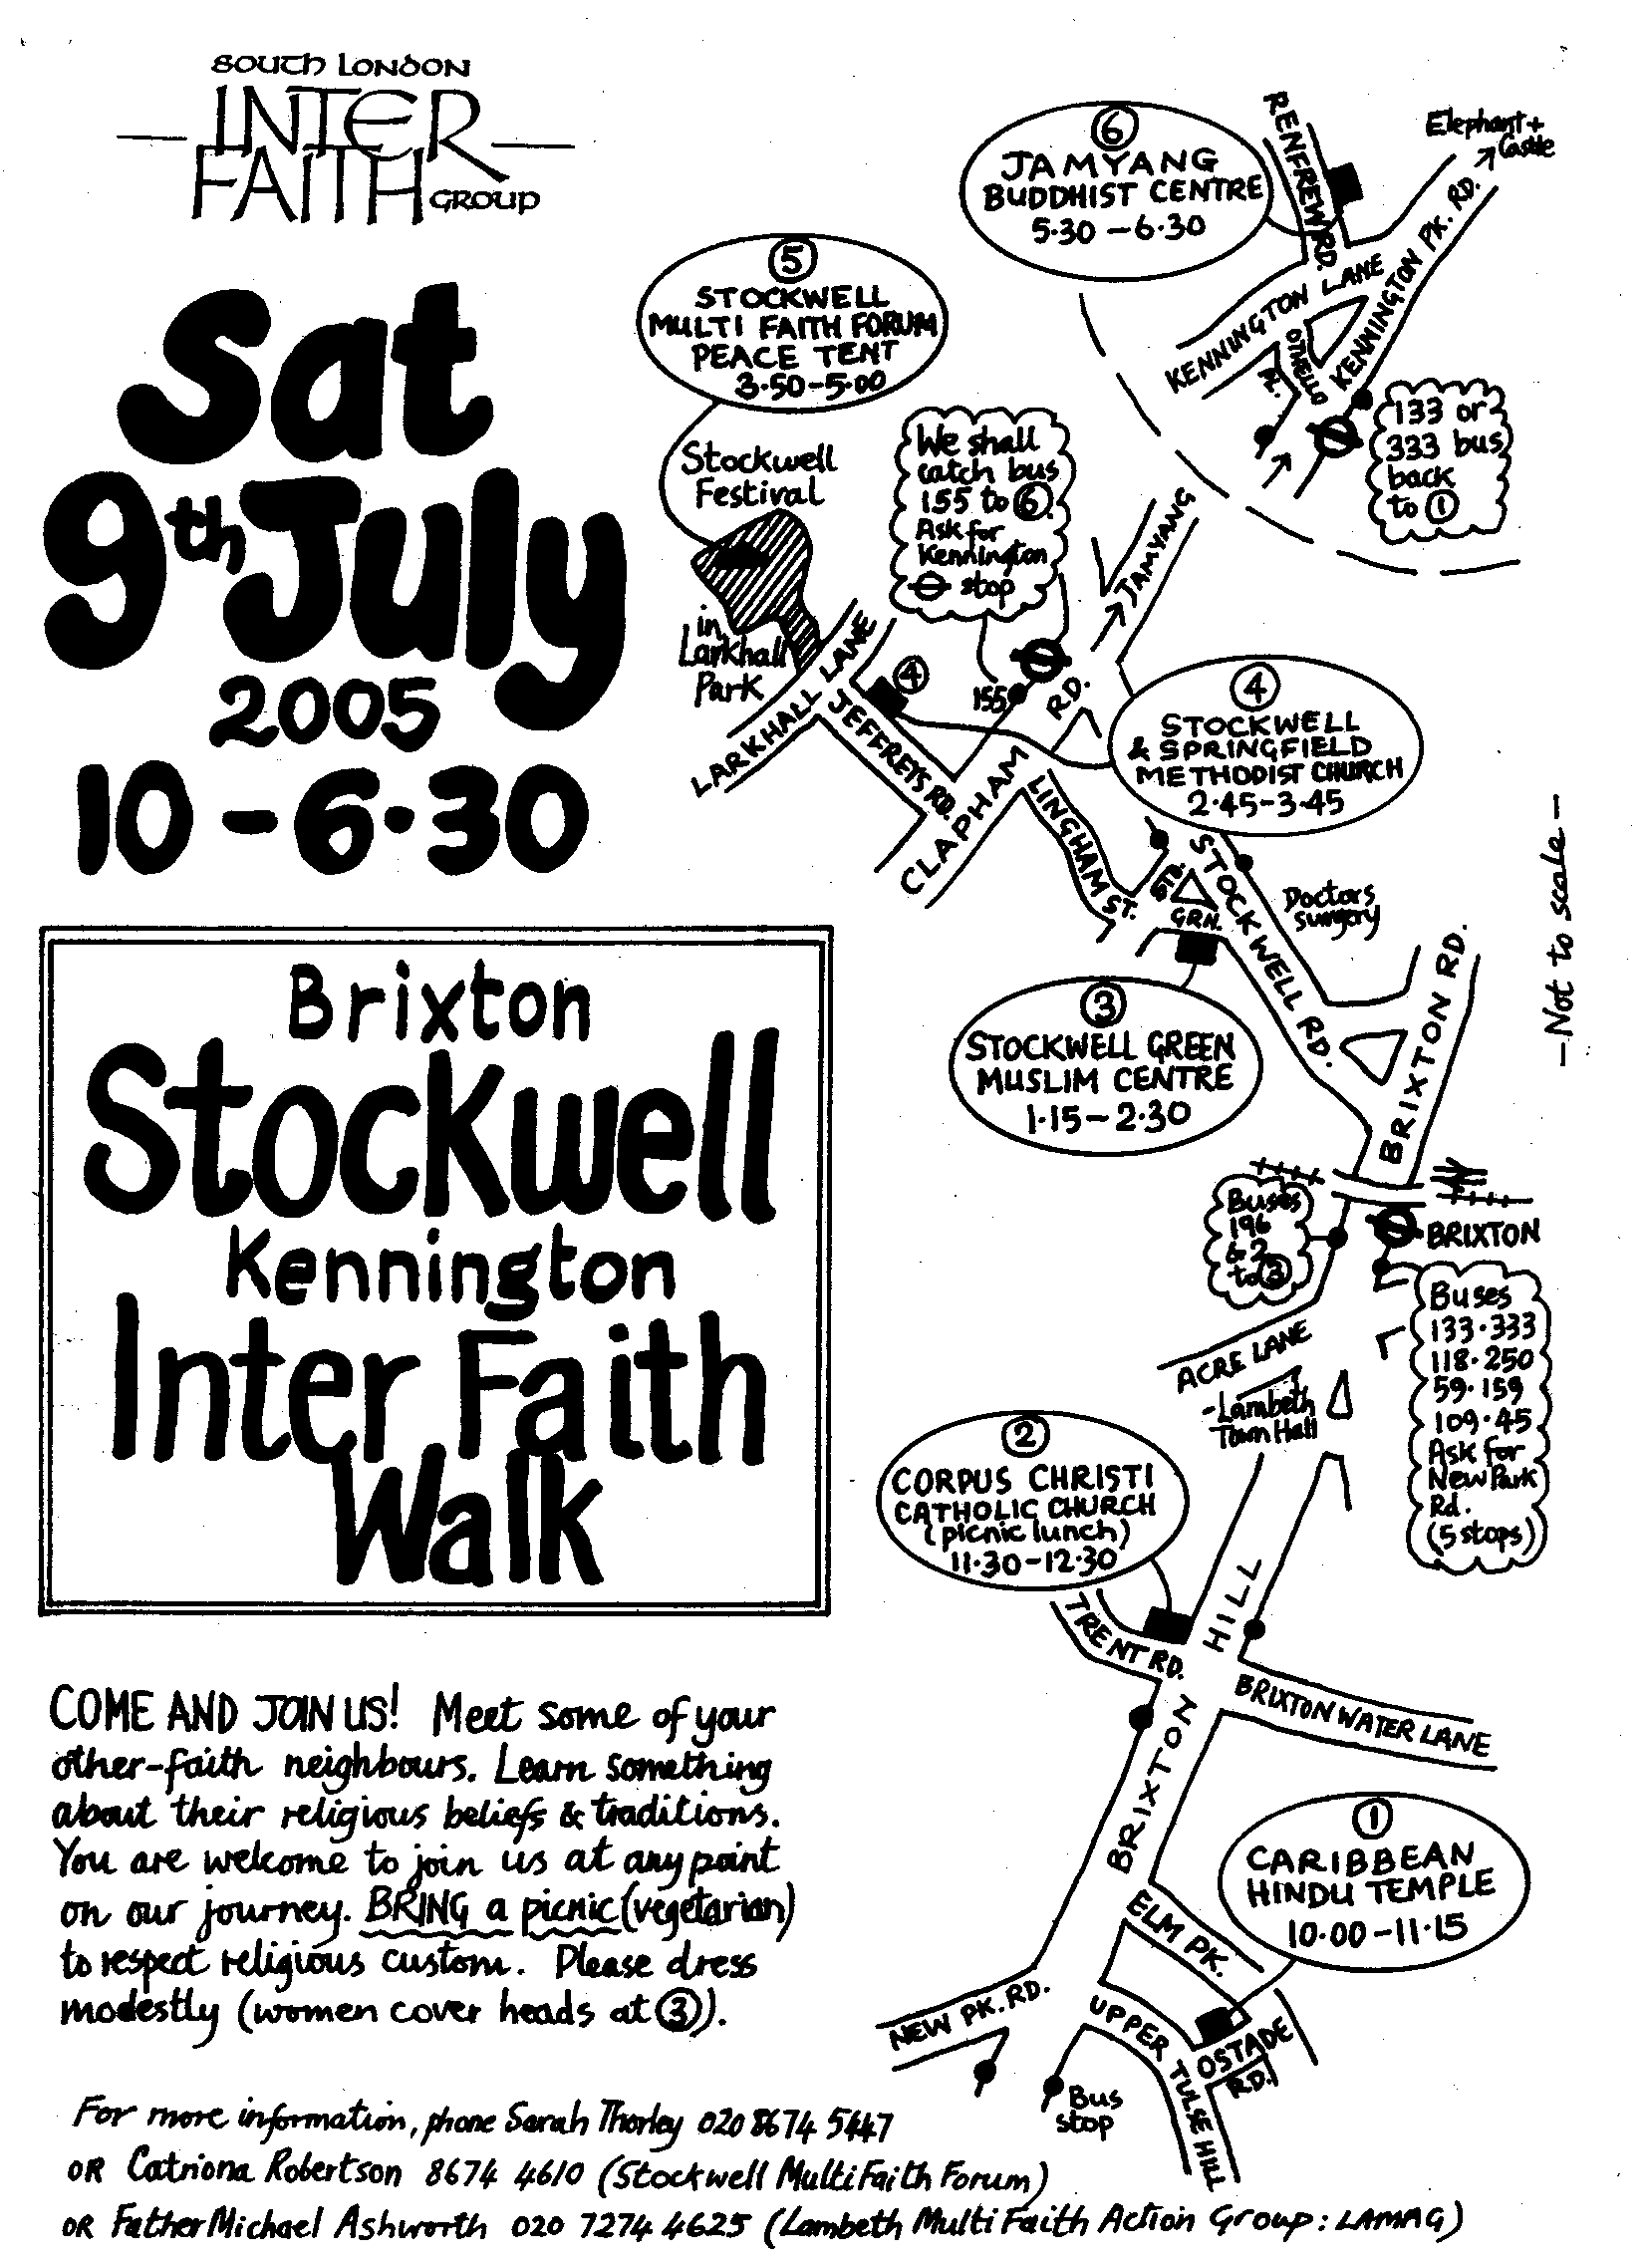 SOUTH LONDON
INTER
FAITH GROUP
Sat
9th July
2005
10 - 6·30
Brixton
Stockwell
Kennington
Inter Faith
Walk
COME AND JOIN US! Meet some of your
other-faith neighbours. Learn something
about their religious beliefs & traditions.
You are welcome to join us at any point
on our journey. BRING a picnic (vegetarian)
to respect religious custom. Please dress
modestly (women cover heads at ③).
For more information, phone Sarah Thorley 020 8674 5447
OR Catriona Robertson 8674 4610 (Stockwell MultiFaith Forum)
OR Father Michael Ashworth 020 7274 4625 (Lambeth MultiFaith Action Group: LAMAG)
⑥
JAMYANG
BUDDHIST CENTRE
5·30 - 6·30
RENFREW RD.
Elephant +
Castle
KENNINGTON LANE
KENNINGTON PK. RD.
OTHELLO
PL.
133 or
333 bus
back
to ①
⑤
STOCKWELL
MULTI FAITH FORUM
PEACE TENT
3·50-5·00
Stockwell
Festival
in
Larkhall
Park
We shall
catch bus
155 to ⑥.
Ask for
Kennington
stop
JAMYANG
LARKHALL LANE
④
155
JEFFREYS RD.
CLAPHAM RD.
④
STOCKWELL
& SPRINGFIELD
METHODIST CHURCH
2·45-3·45
LINGHAM ST.
STD.
GRN.
STOCKWELL RD.
Doctors
surgery
- Not to scale -
BRIXTON RD.
③
STOCKWELL GREEN
MUSLIM CENTRE
1·15-2·30
Buses
196
& 2
to ③
BRIXTON
Buses
133·333
118·250
59·159
109·45
Ask for
New Park
Rd.
(5 stops)
ACRE LANE
-Lambeth
Town Hall
②
CORPUS CHRISTI
CATHOLIC CHURCH
(picnic lunch)
11·30-12·30
TRENT RD.
BRIXTON HILL
BRIXTON WATER LANE
①
CARIBBEAN
HINDU TEMPLE
10·00-11·15
ELM PK.
NEW PK. RD.
UPPER TULSE HILL
OSTADE
RD.
Bus
stop